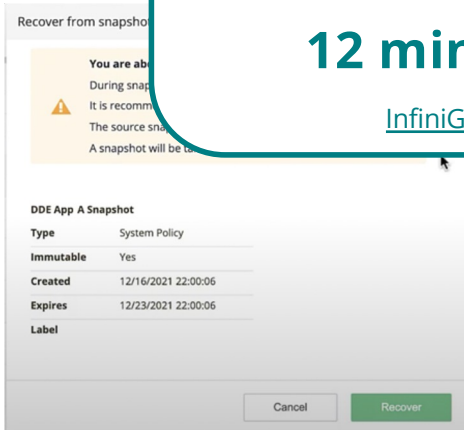 Recover from snapshot
12 min
InfiniG
You are abo
During snap
It is recomm
The source sna
A snapshot will be ta
DDE App A Snapshot
Type System Policy
Immutable Yes
Created 12/16/2021 22:00:06
Expires 12/23/2021 22:00:06
Label
Cancel Recover